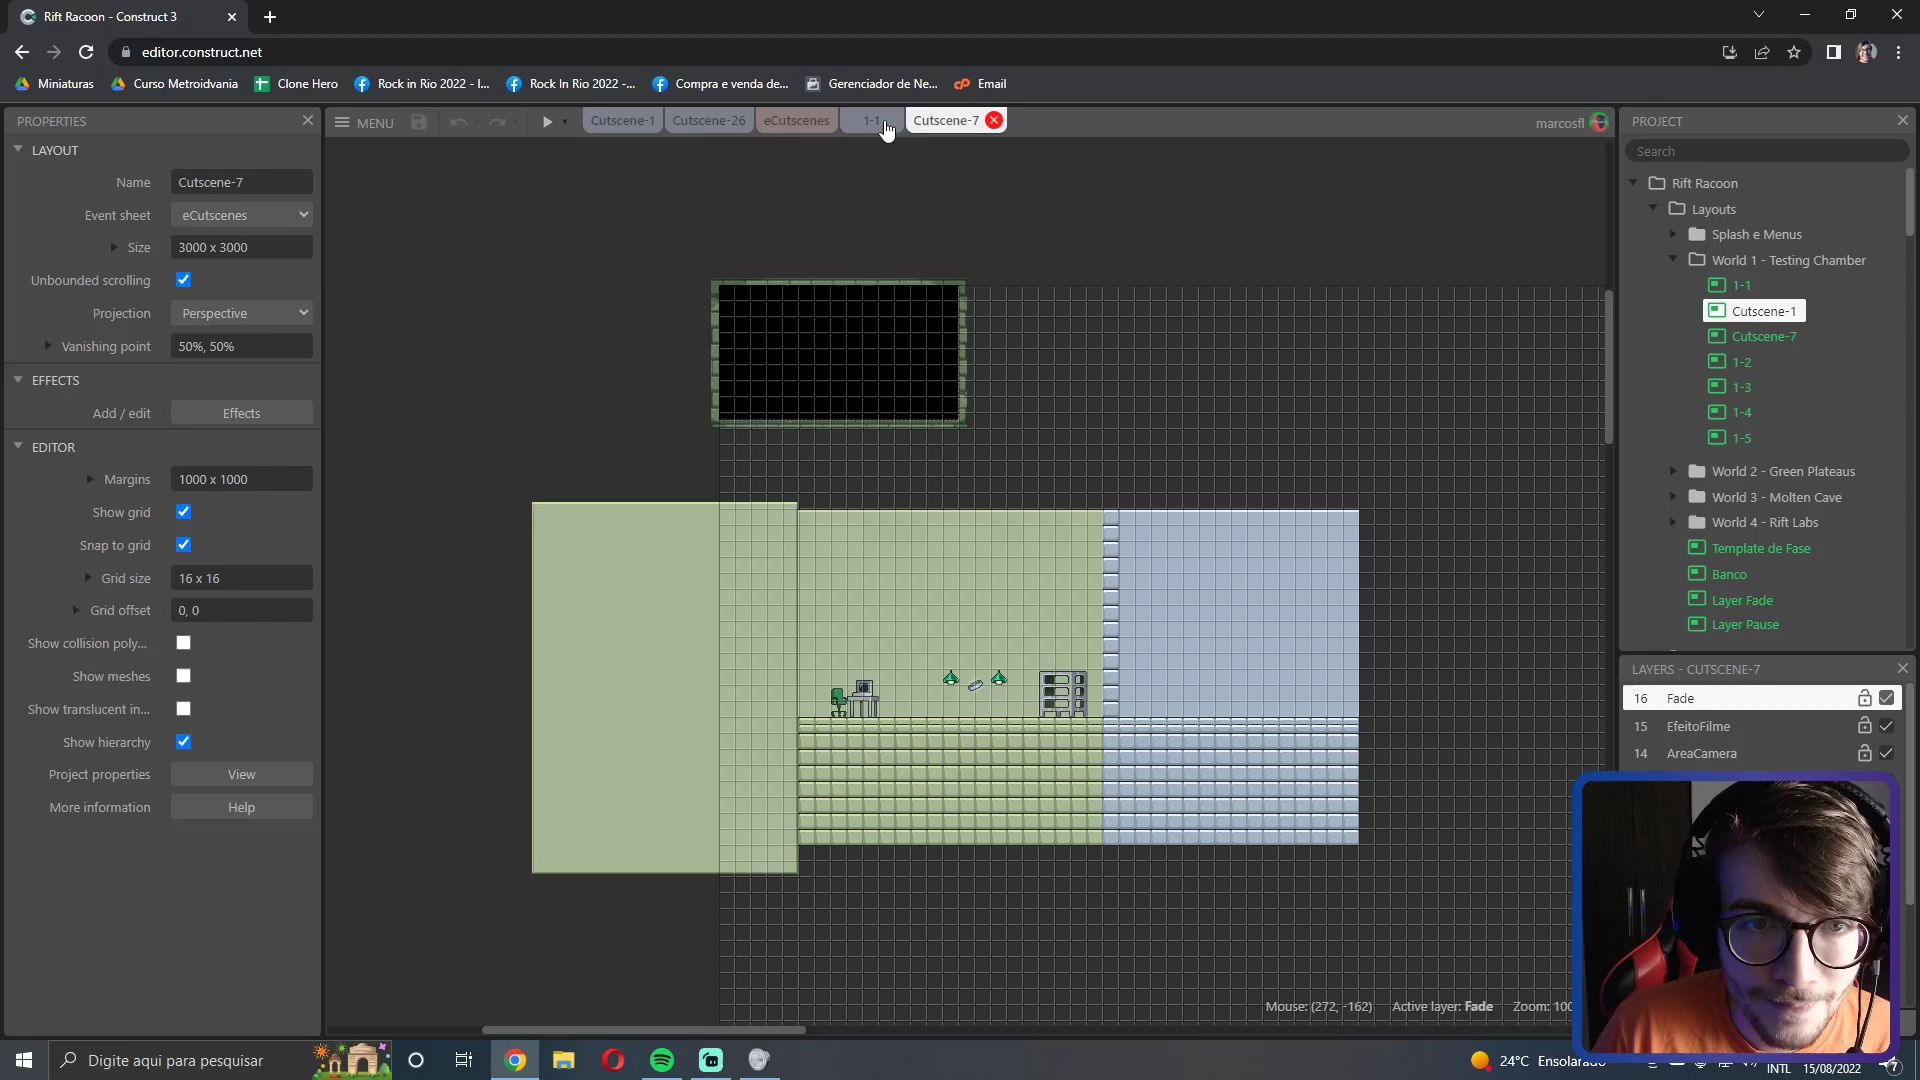 Rift Racoon - Construct 3
editor.construct.net
Miniaturas
Curso Metroidvania
Clone Hero
Rock in Rio 2022 - I...
Rock In Rio 2022 -...
Compra e venda de...
Gerenciador de Ne...
Email
PROPERTIES
LAYOUT
Name
Cutscene-7
Event sheet
eCutscenes
Size
3000 x 3000
Unbounded scrolling
Projection
Perspective
Vanishing point
50%, 50%
EFFECTS
Add / edit
Effects
EDITOR
Margins
1000 x 1000
Show grid
Snap to grid
Grid size
16 x 16
Grid offset
0, 0
Show collision poly...
Show meshes
Show translucent in...
Show hierarchy
Project properties
View
More information
Help
MENU
Cutscene-1
Cutscene-26
eCutscenes
1-1
Cutscene-7
marcosfl
Mouse: (272, -162)
Active layer: Fade
Zoom: 100
PROJECT
Search
Rift Racoon
Layouts
Splash e Menus
World 1 - Testing Chamber
1-1
Cutscene-1
Cutscene-7
1-2
1-3
1-4
1-5
World 2 - Green Plateaus
World 3 - Molten Cave
World 4 - Rift Labs
Template de Fase
Banco
Layer Fade
Layer Pause
LAYERS - CUTSCENE-7
16 Fade
15 EfeitoFilme
14 AreaCamera
Digite aqui para pesquisar
24°C Ensolarado
INTL
15/08/2022
7